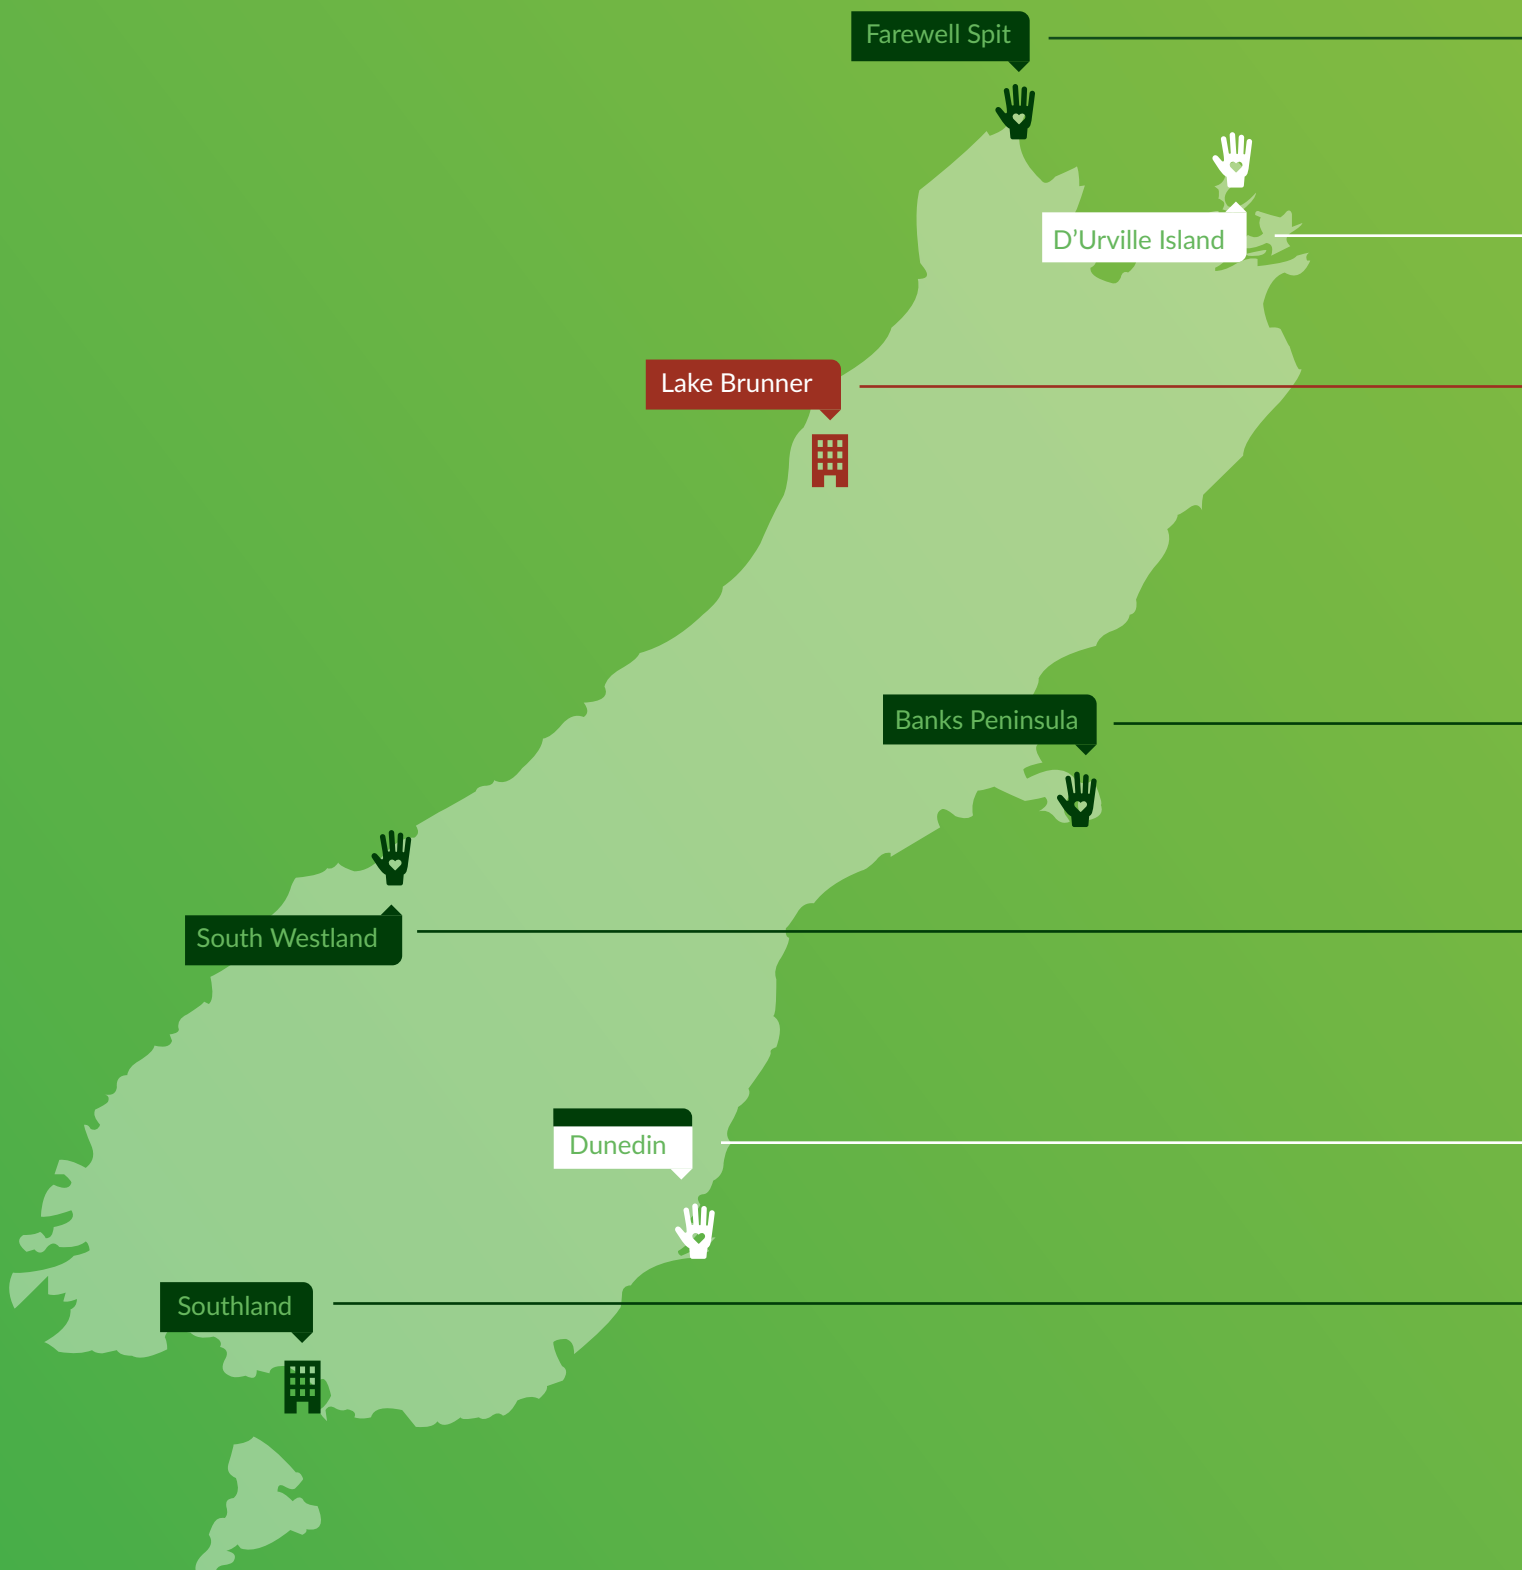 Farewell Spit
D’Urville Island
Lake Brunner
Banks Peninsula
South Westland
Dunedin
Southland